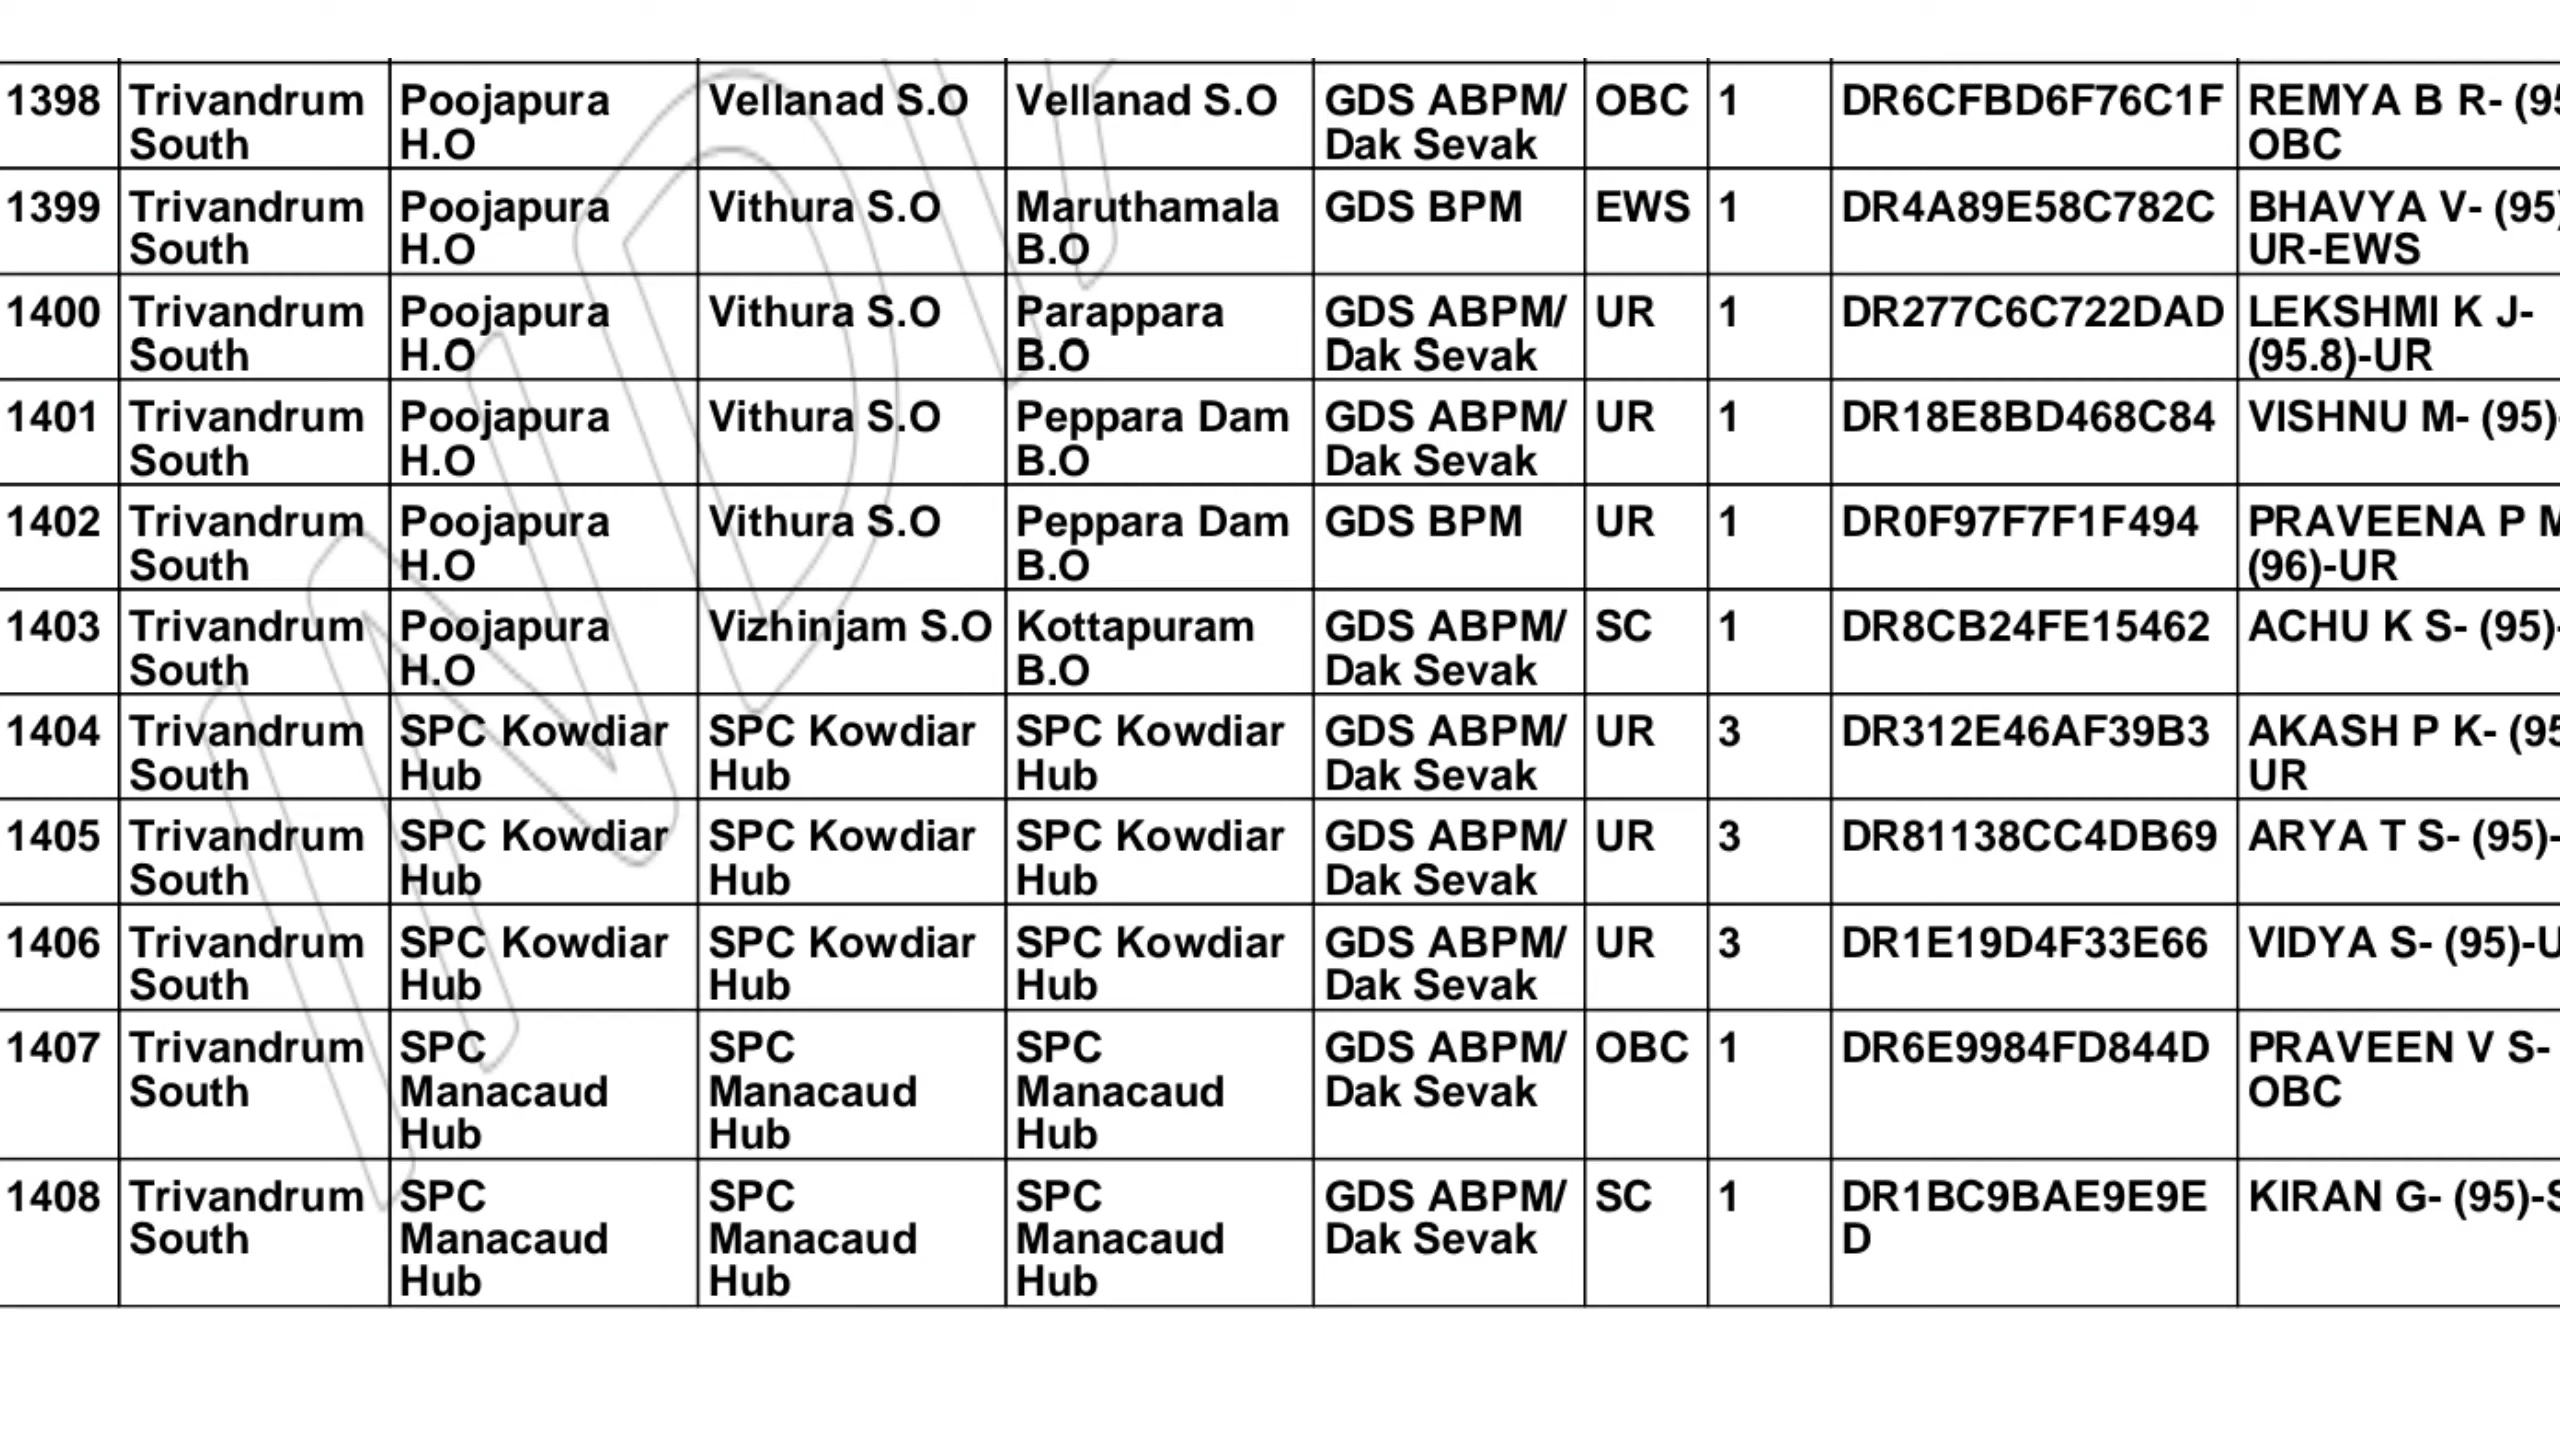 1398 Trivandrum South Poojapura H.O Vellanad S.O Vellanad S.O GDS ABPM/ Dak Sevak OBC 1 DR6CFBD6F76C1F REMYA B R- (95 OBC
1399 Trivandrum South Poojapura H.O Vithura S.O Maruthamala B.O GDS BPM EWS 1 DR4A89E58C782C BHAVYA V- (95) UR-EWS
1400 Trivandrum South Poojapura H.O Vithura S.O Parappara B.O GDS ABPM/ Dak Sevak UR 1 DR277C6C722DAD LEKSHMI K J- (95.8)-UR
1401 Trivandrum South Poojapura H.O Vithura S.O Peppara Dam B.O GDS ABPM/ Dak Sevak UR 1 DR18E8BD468C84 VISHNU M- (95)-
1402 Trivandrum South Poojapura H.O Vithura S.O Peppara Dam B.O GDS BPM UR 1 DR0F97F7F1F494 PRAVEENA P M (96)-UR
1403 Trivandrum South Poojapura H.O Vizhinjam S.O Kottapuram B.O GDS ABPM/ Dak Sevak SC 1 DR8CB24FE15462 ACHU K S- (95)-
1404 Trivandrum South SPC Kowdiar Hub SPC Kowdiar Hub SPC Kowdiar Hub GDS ABPM/ Dak Sevak UR 3 DR312E46AF39B3 AKASH P K- (95 UR
1405 Trivandrum South SPC Kowdiar Hub SPC Kowdiar Hub SPC Kowdiar Hub GDS ABPM/ Dak Sevak UR 3 DR81138CC4DB69 ARYA T S- (95)-
1406 Trivandrum South SPC Kowdiar Hub SPC Kowdiar Hub SPC Kowdiar Hub GDS ABPM/ Dak Sevak UR 3 DR1E19D4F33E66 VIDYA S- (95)-U
1407 Trivandrum South SPC Manacaud Hub SPC Manacaud Hub SPC Manacaud Hub GDS ABPM/ Dak Sevak OBC 1 DR6E9984FD844D PRAVEEN V S- OBC
1408 Trivandrum South SPC Manacaud Hub SPC Manacaud Hub SPC Manacaud Hub GDS ABPM/ Dak Sevak SC 1 DR1BC9BAE9E9E D KIRAN G- (95)-S